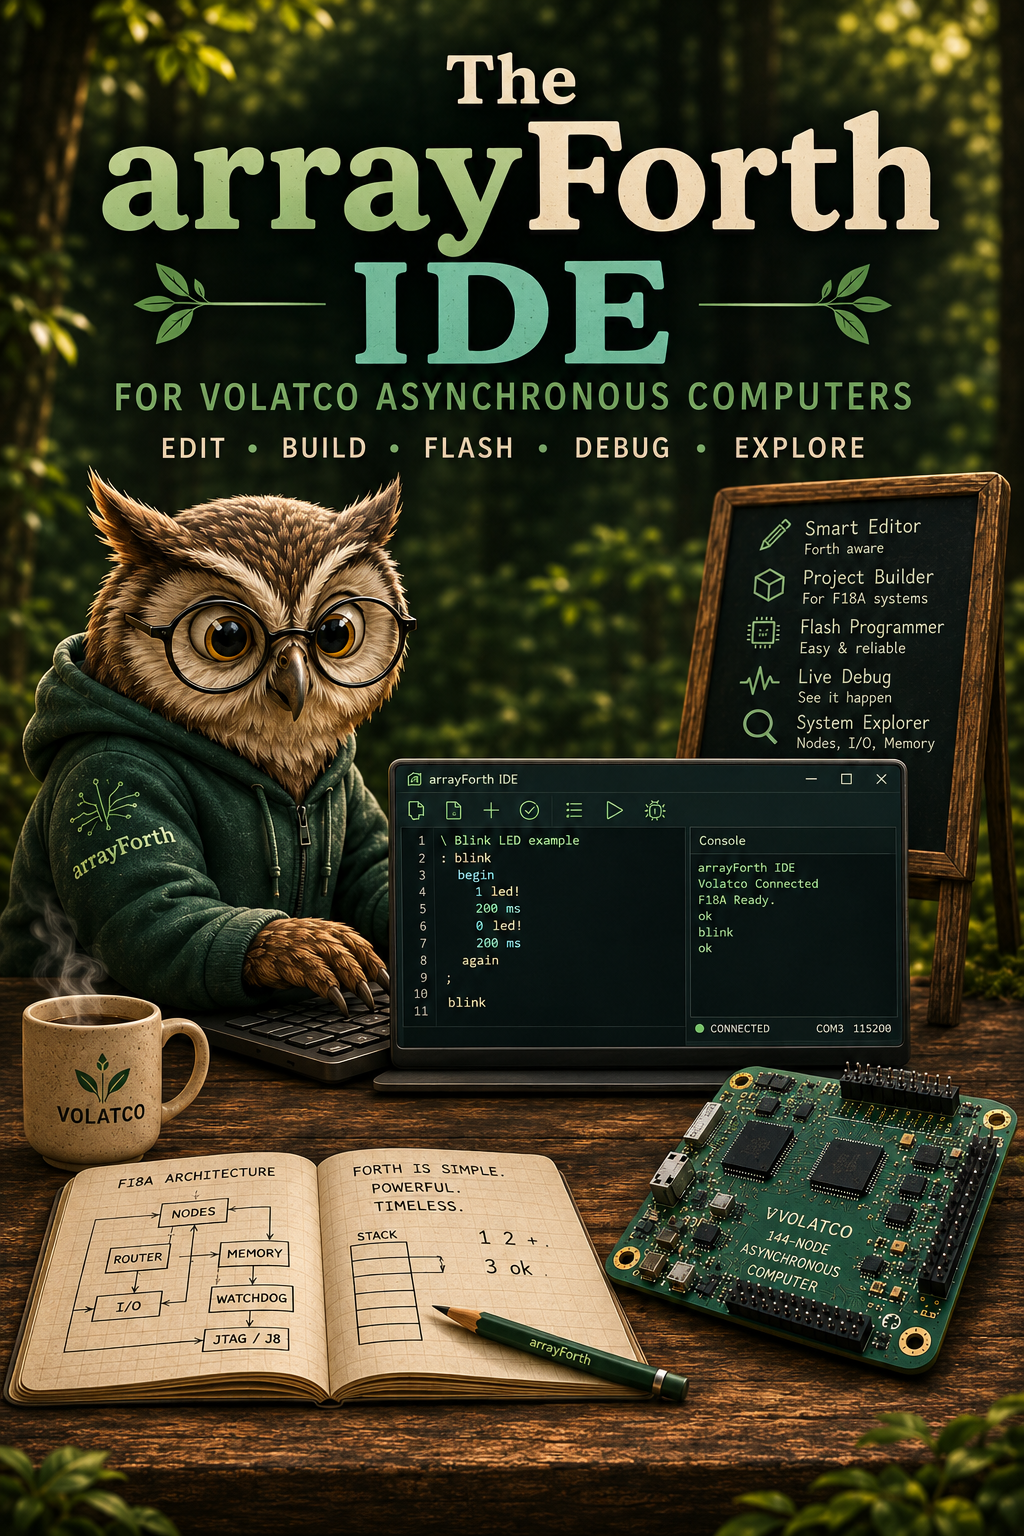 The
arrayForth
IDE
FOR VOLATCO ASYNCHRONOUS COMPUTERS
EDIT • BUILD • FLASH • DEBUG • EXPLORE
Smart Editor
Forth aware
Project Builder
For F18A systems
Flash Programmer
Easy & reliable
Live Debug
See it happen
System Explorer
Nodes, I/O, Memory
arrayForth
arrayForth IDE
1 \ Blink LED example
2 : blink
3 begin
4 1 led!
5 200 ms
6 0 led!
7 200 ms
8 again
9 ;
10 blink
11
Console
arrayForth IDE
Volatco Connected
F18A Ready.
ok
blink
ok
CONNECTED COM3 115200
VOLATCO
FI8A ARCHITECTURE
NODES
ROUTER
MEMORY
I/O
WATCHDOG
JTAG / J8
FORTH IS SIMPLE.
POWERFUL.
TIMELESS.
STACK
1 2 + .
3 ok .
arrayForth
VOLATCO
144-NODE
ASYNCHRONOUS
COMPUTER